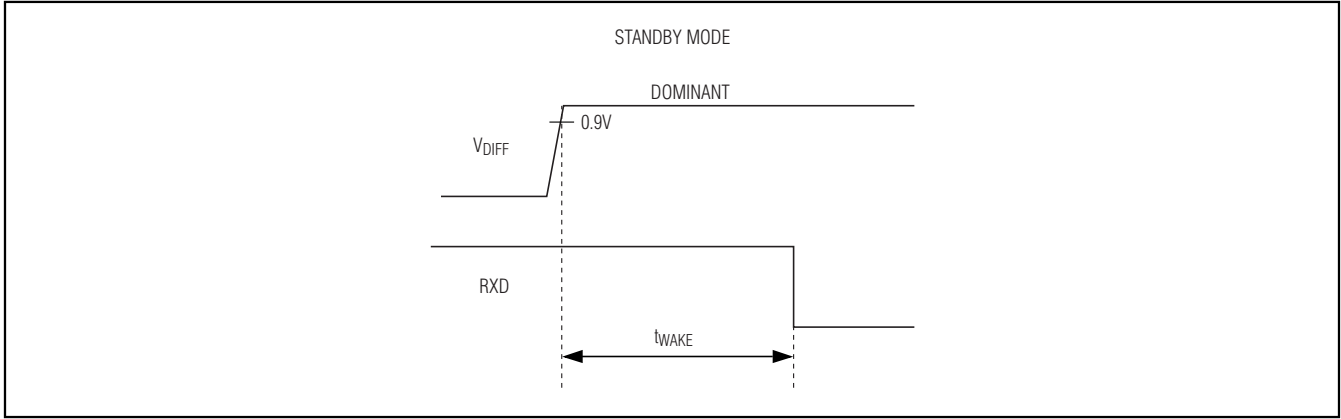 STANDBY MODE
DOMINANT
0.9V
VDIFF
RXD
tWAKE